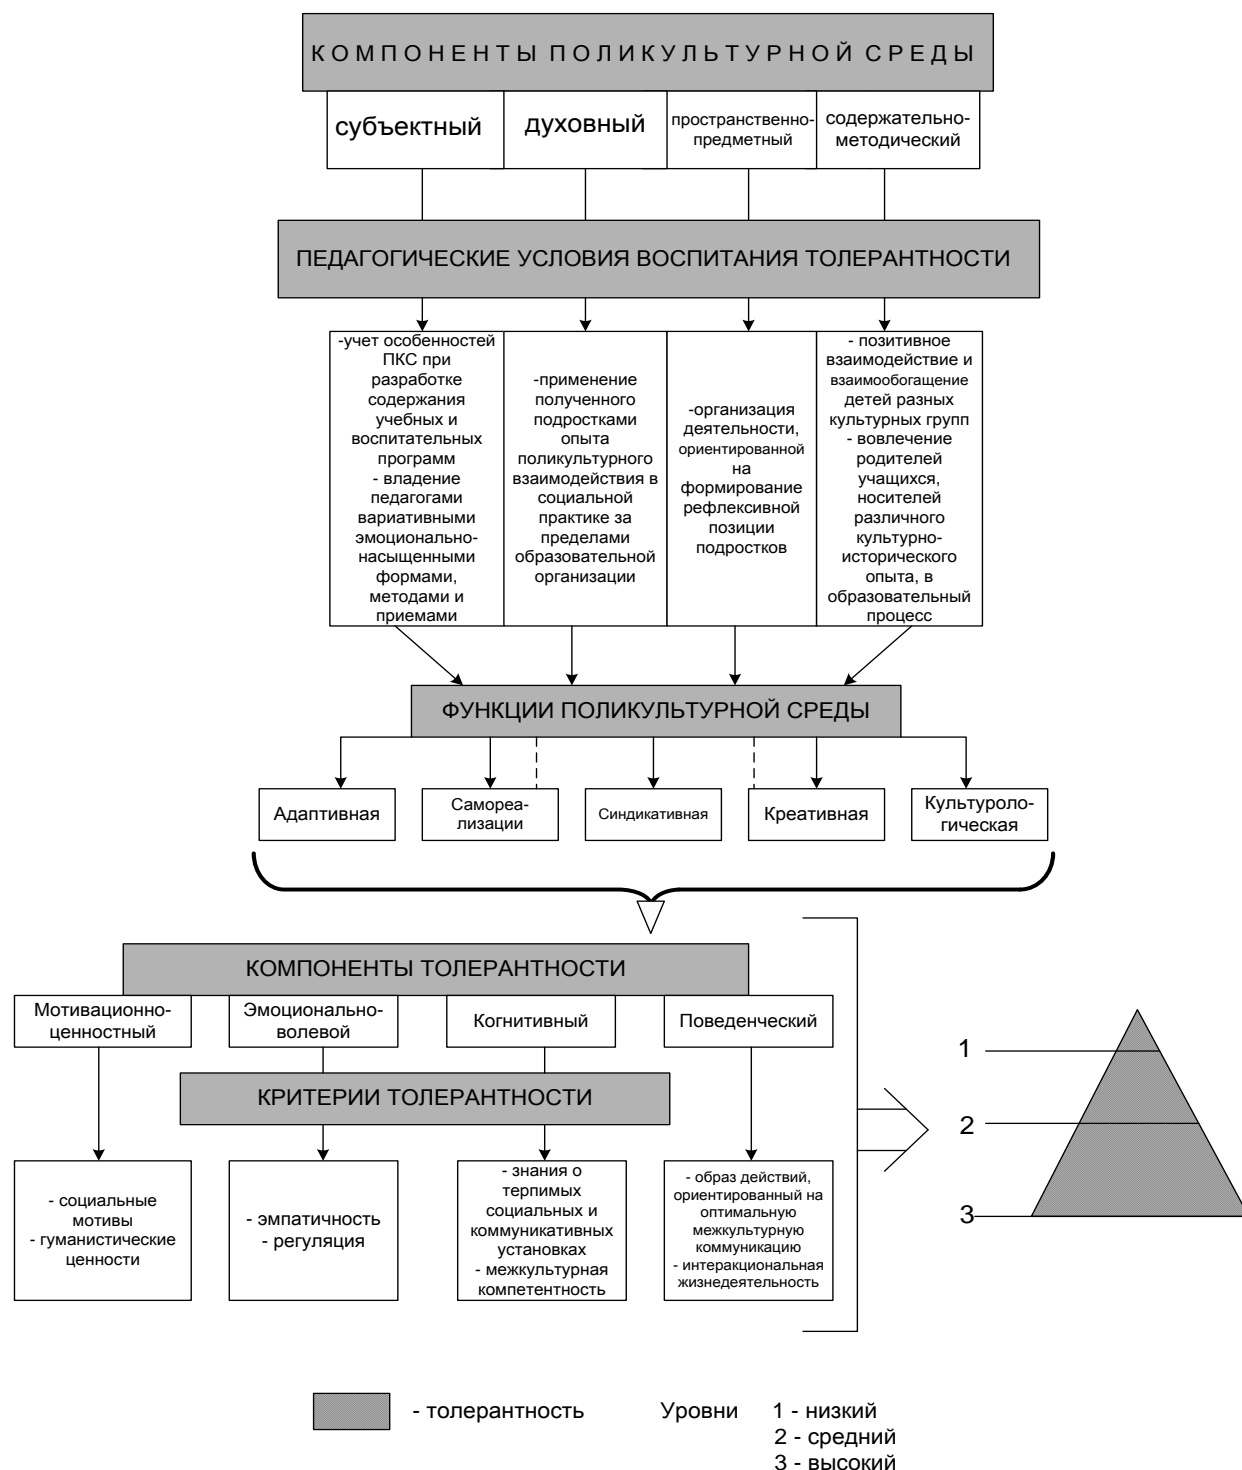 КОМПОНЕНТЫ ПОЛИКУЛЬТУРНОЙ СРЕДЫ
субъектный
духовный
пространственно-
предметный
содержательно-
методический
ПЕДАГОГИЧЕСКИЕ УСЛОВИЯ ВОСПИТАНИЯ ТОЛЕРАНТНОСТИ
-учет особенностей
ПКС при
разработке
содержания
учебных и
воспитательных
программ
- владение
педагогами
вариативными
эмоционально-
насыщенными
формами,
методами и
приемами
-применение
полученного
подростками
опыта
поликультурного
взаимодействия в
социальной
практике за
пределами
образовательной
организации
-организация
деятельности,
ориентированной
на
формирование
рефлексивной
позиции
подростков
- позитивное
взаимодействие и
взаимообогащение
детей разных
культурных групп
- вовлечение
родителей
учащихся,
носителей
различного
культурно-
исторического
опыта, в
образовательный
процесс
ФУНКЦИИ ПОЛИКУЛЬТУРНОЙ СРЕДЫ
Адаптивная
Самореа-
лизации
Синдикативная
Креативная
Культуроло-
гическая
КОМПОНЕНТЫ ТОЛЕРАНТНОСТИ
Мотивационно-
ценностный
Эмоционально-
волевой
Когнитивный
Поведенческий
КРИТЕРИИ ТОЛЕРАНТНОСТИ
- социальные
мотивы
- гуманистические
ценности
- эмпатичность
- регуляция
- знания о
терпимых
социальных и
коммуникативных
установках
- межкультурная
компетентность
- образ действий,
ориентированный на
оптимальную
межкультурную
коммуникацию
- интеракциональная
жизнедеятельность
1
2
3
- толерантность
Уровни
1 - низкий
2 - средний
3 - высокий